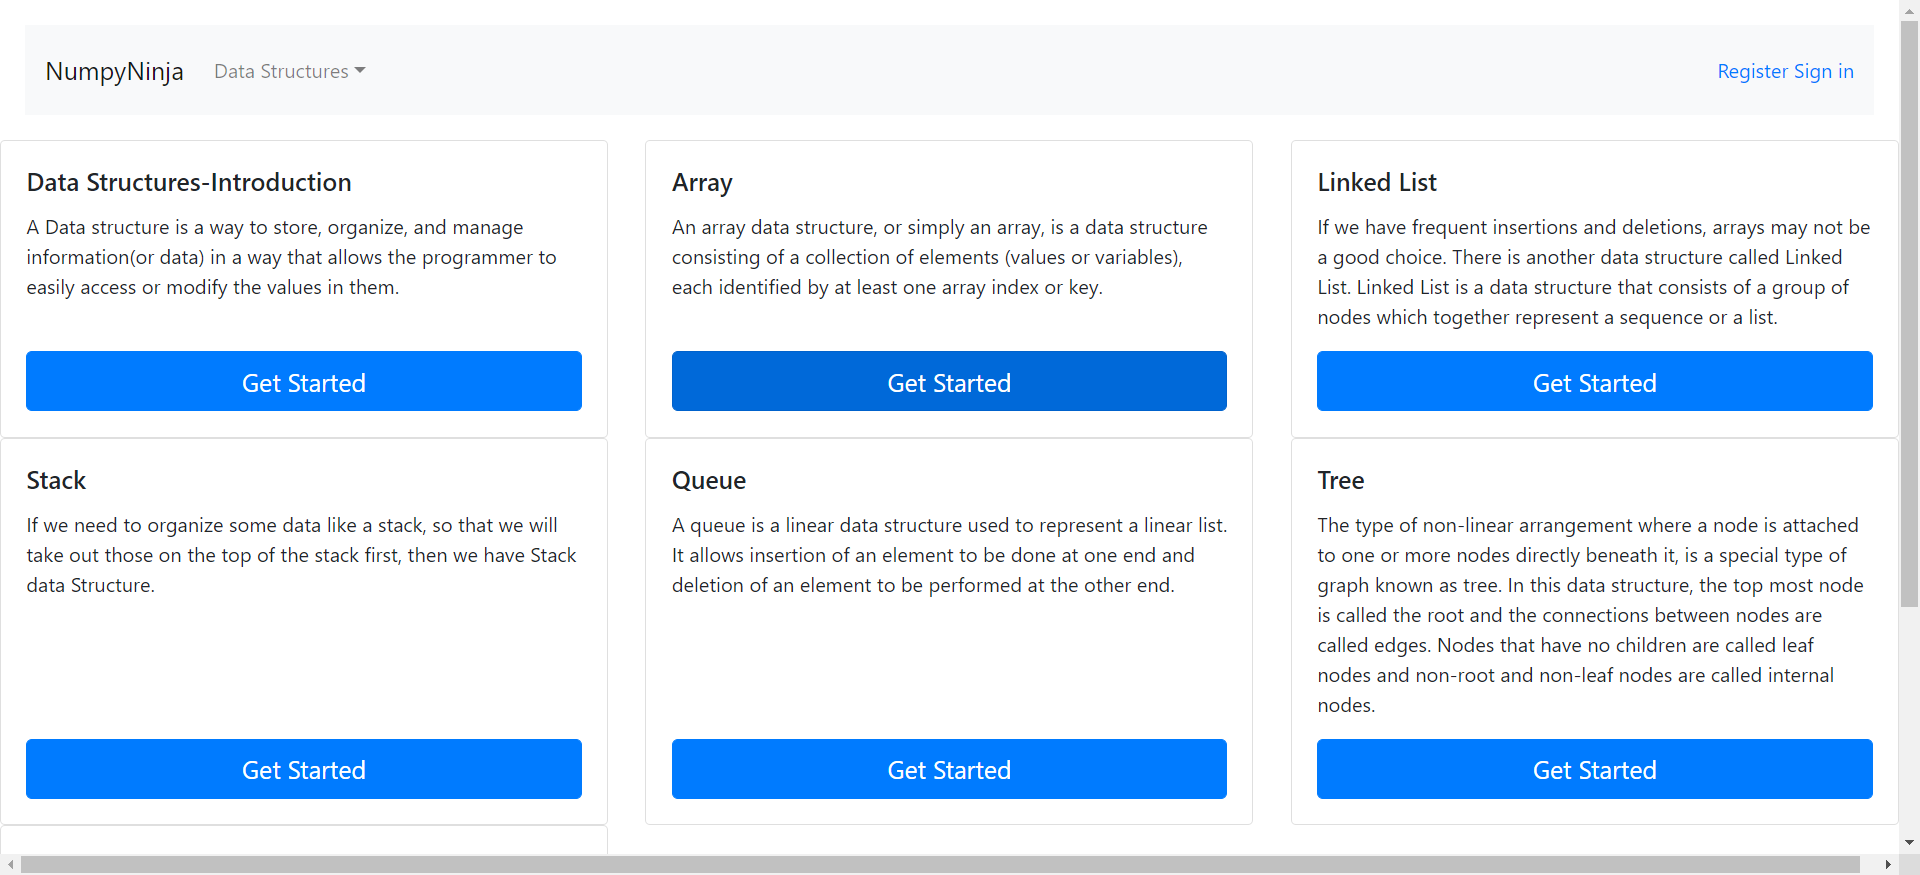 NumpyNinja
Data Structures
Register Sign in
Data Structures-Introduction
A Data structure is a way to store, organize, and manage
information(or data) in a way that allows the programmer to
easily access or modify the values in them.
Get Started
Array
An array data structure, or simply an array, is a data structure
consisting of a collection of elements (values or variables),
each identified by at least one array index or key.
Get Started
Linked List
If we have frequent insertions and deletions, arrays may not be
a good choice. There is another data structure called Linked
List. Linked List is a data structure that consists of a group of
nodes which together represent a sequence or a list.
Get Started
Stack
If we need to organize some data like a stack, so that we will
take out those on the top of the stack first, then we have Stack
data Structure.
Get Started
Queue
A queue is a linear data structure used to represent a linear list.
It allows insertion of an element to be done at one end and
deletion of an element to be performed at the other end.
Get Started
Tree
The type of non-linear arrangement where a node is attached
to one or more nodes directly beneath it, is a special type of
graph known as tree. In this data structure, the top most node
is called the root and the connections between nodes are
called edges. Nodes that have no children are called leaf
nodes and non-root and non-leaf nodes are called internal
nodes.
Get Started